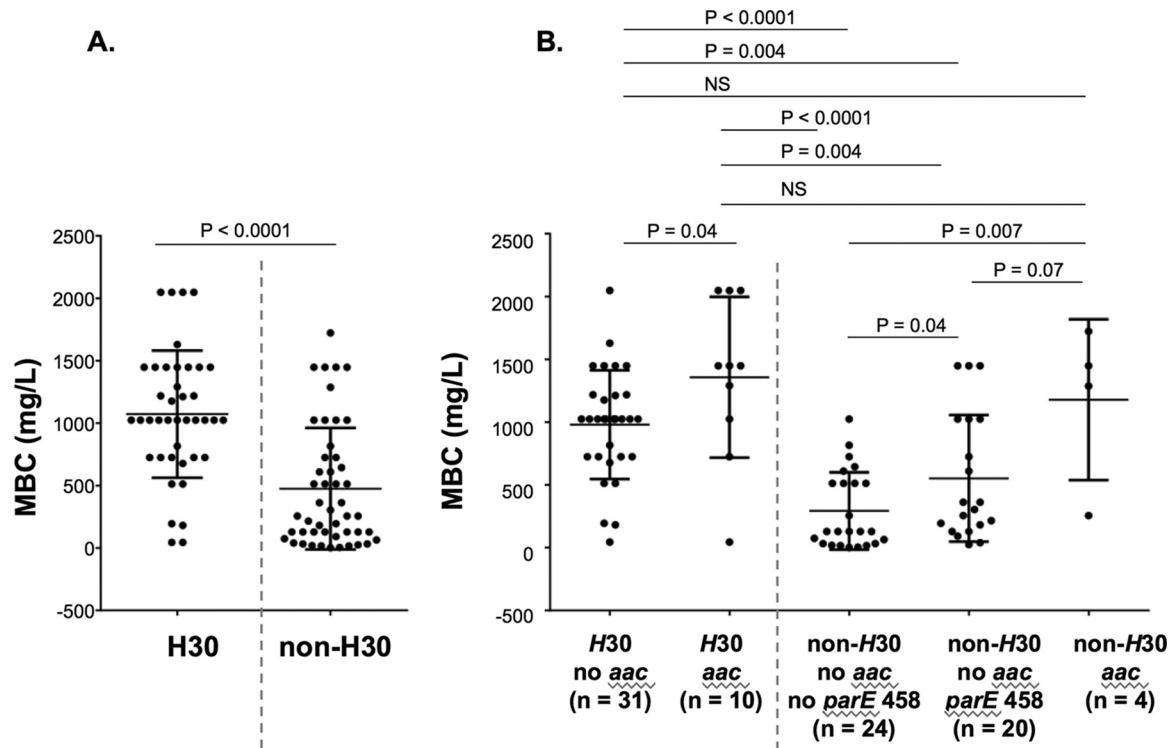 A.
B.
P < 0.0001
P = 0.004
NS
P < 0.0001
P = 0.004
NS
P < 0.0001
P = 0.04
P = 0.007
P = 0.07
P = 0.04
MBC (mg/L)
2500
2000
1500
1000
500
0
-500
H30
non-H30
MBC (mg/L)
2500
2000
1500
1000
500
0
-500
H30
no aac
(n = 31)
H30
aac
(n = 10)
non-H30
no aac
no parE 458
(n = 24)
non-H30
no aac
parE 458
(n = 20)
non-H30
aac
(n = 4)